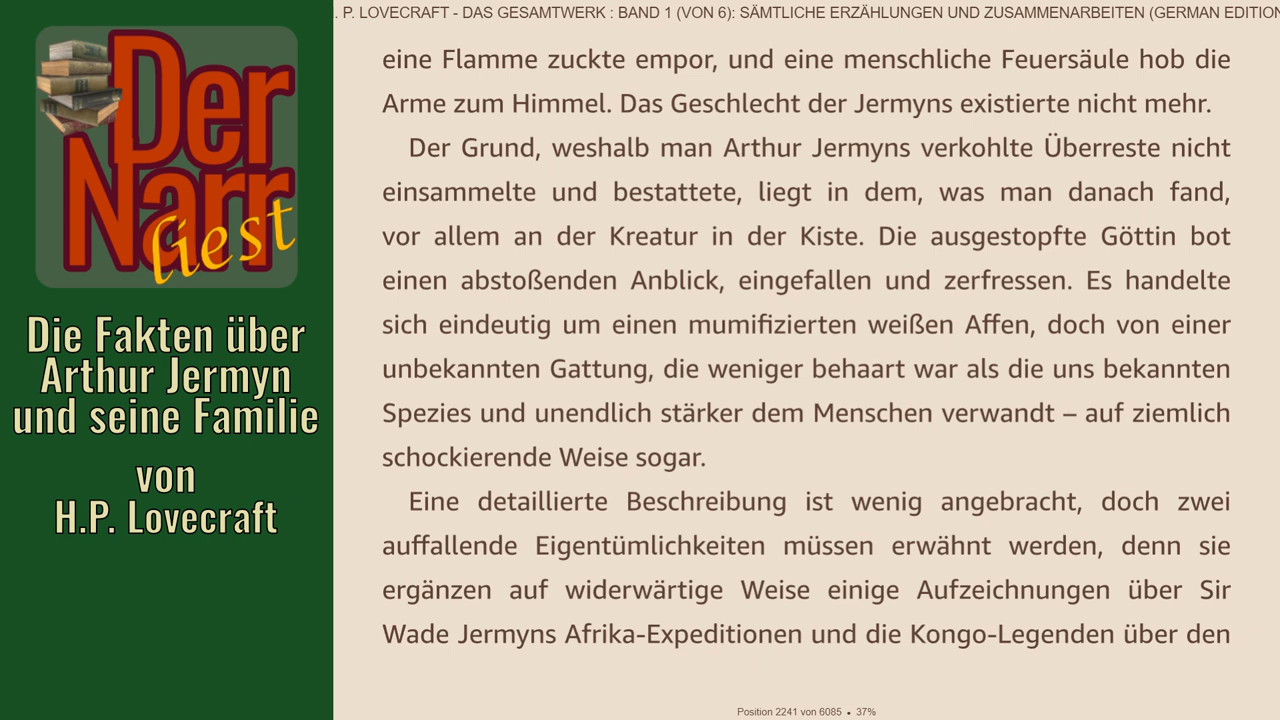 Der
Narr
liest
Die Fakten über
Arthur Jermyn
und seine Familie
von
H.P. Lovecraft
. P. LOVECRAFT - DAS GESAMTWERK : BAND 1 (VON 6): SÄMTLICHE ERZÄHLUNGEN UND ZUSAMMENARBEITEN (GERMAN EDITION
eine Flamme zuckte empor, und eine menschliche Feuersäule hob die
Arme zum Himmel. Das Geschlecht der Jermyns existierte nicht mehr.
Der Grund, weshalb man Arthur Jermyns verkohlte Überreste nicht
einsammelte und bestattete, liegt in dem, was man danach fand,
vor allem an der Kreatur in der Kiste. Die ausgestopfte Göttin bot
einen abstoßenden Anblick, eingefallen und zerfressen. Es handelte
sich eindeutig um einen mumifizierten weißen Affen, doch von einer
unbekannten Gattung, die weniger behaart war als die uns bekannten
Spezies und unendlich stärker dem Menschen verwandt – auf ziemlich
schockierende Weise sogar.
Eine detaillierte Beschreibung ist wenig angebracht, doch zwei
auffallende Eigentümlichkeiten müssen erwähnt werden, denn sie
ergänzen auf widerwärtige Weise einige Aufzeichnungen über Sir
Wade Jermyns Afrika-Expeditionen und die Kongo-Legenden über den
Position 2241 von 6085 • 37%